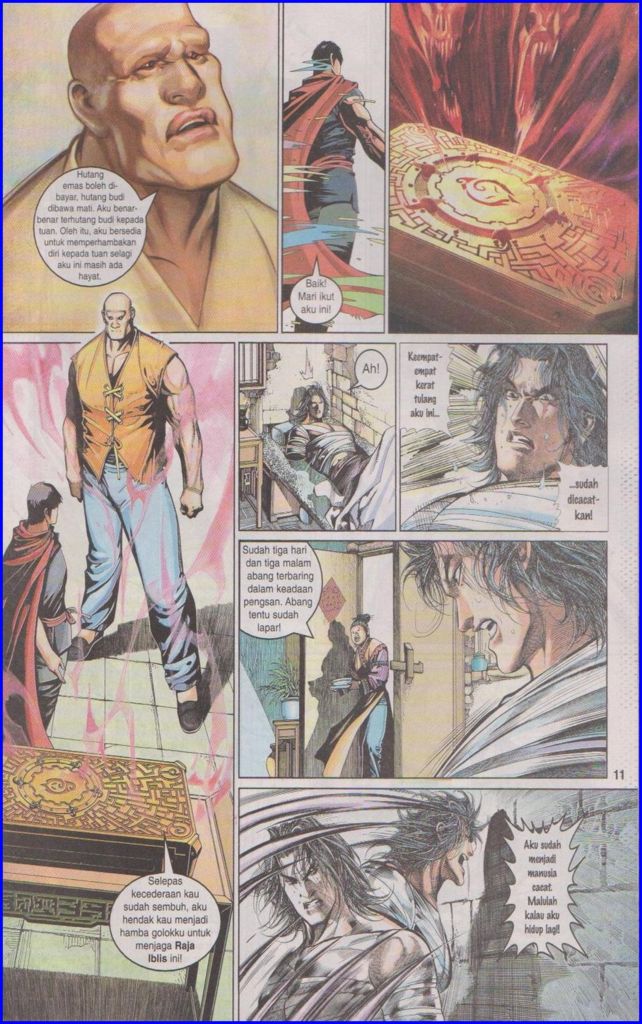 Hutang
emas boleh di-
bayar, hutang budi
dibawa mati. Aku benar-
benar terhutang budi kepada
tuan. Oleh itu, aku bersedia
untuk memperhambakan
diri kepada tuan selagi
aku ini masih ada
hayat.
Baik!
Mari ikut
aku ini!
Selepas
kecederaan kau
sudah sembuh, aku
hendak kau menjadi
hamba golokku untuk
menjaga Raja
Iblis ini!
Ah!
Keempat-
empat
kerat
tulang
aku ini...
...sudah
dicacat-
kan!
Sudah tiga hari
dan tiga malam
abang terbaring
dalam keadaan
pengsan. Abang
tentu sudah
lapar!
11
Aku sudah
menjadi
manusia
cacat.
Malulah
kalau aku
hidup lagi!